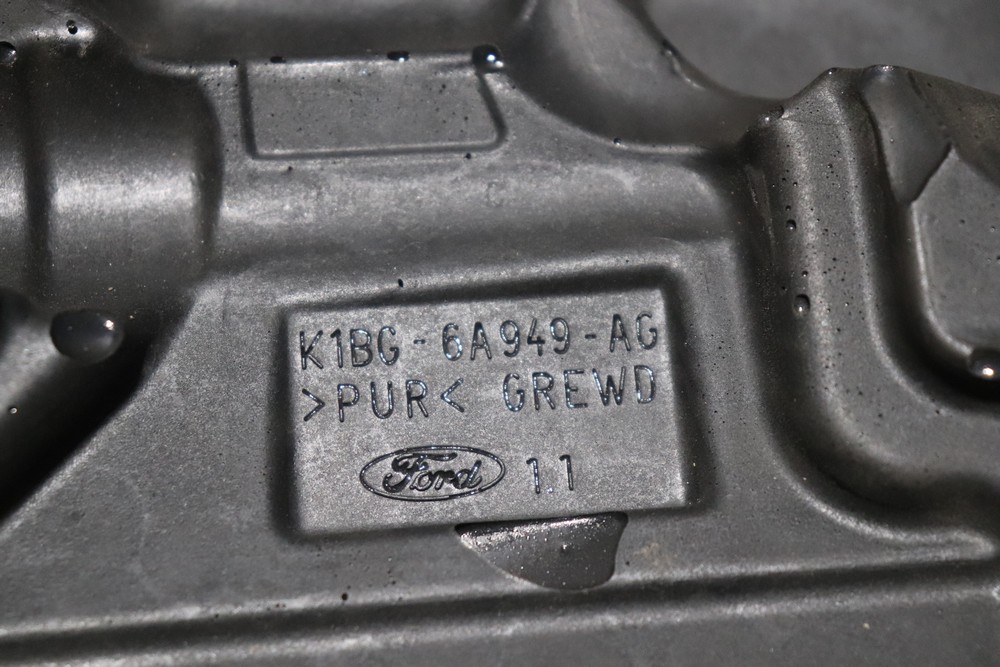 K1BG-6A949-AG
>PUR< GREWD
Ford 1.1